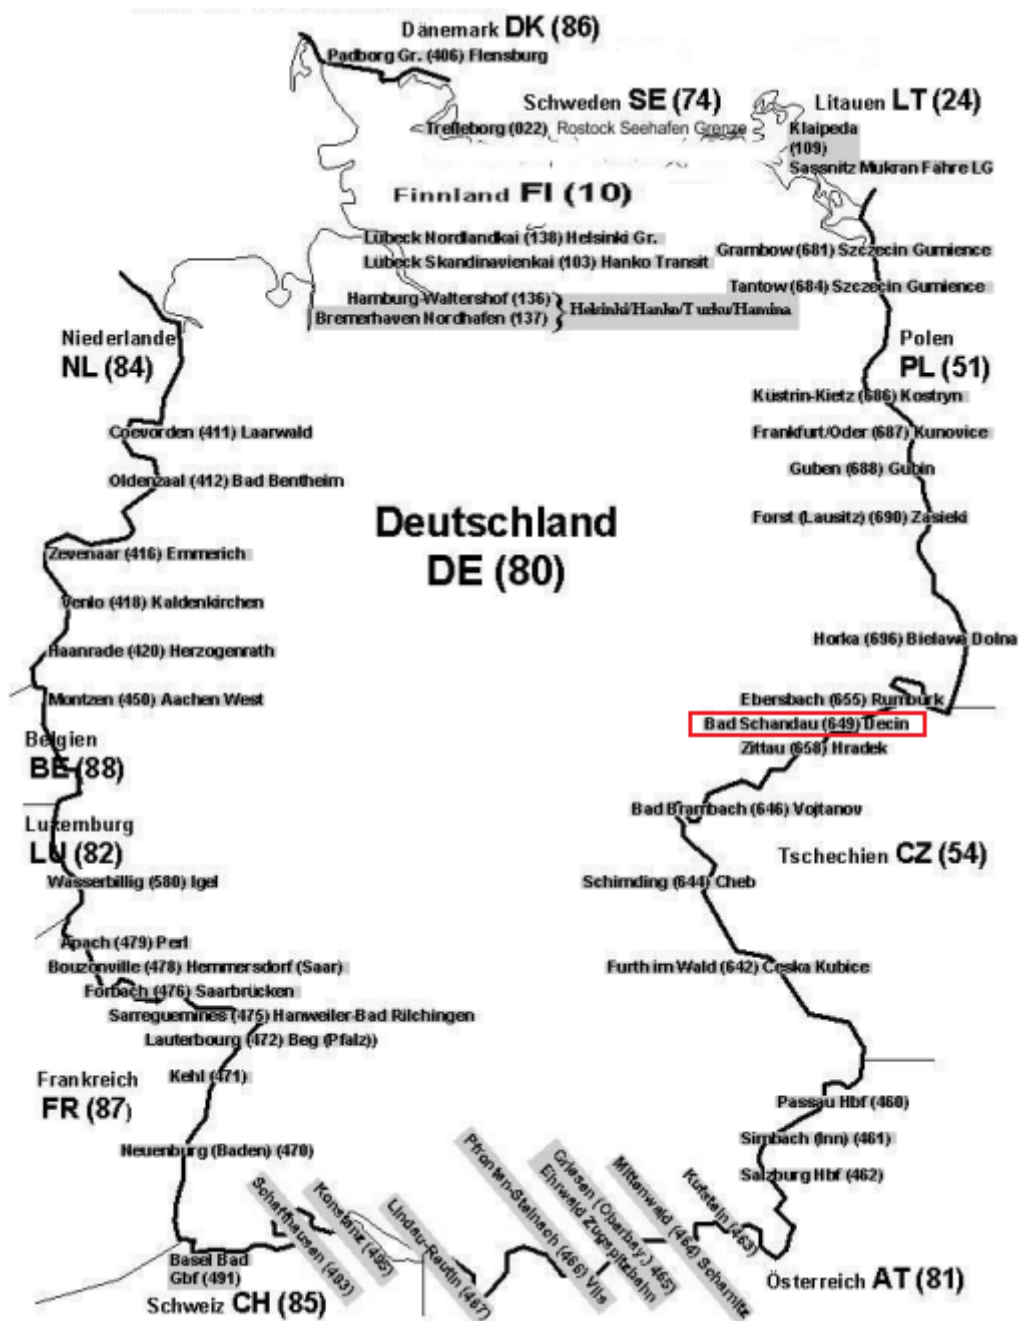 Dänemark DK (86)
Padborg Gr. (406) Flensburg
Schweden SE (74)
Litauen LT (24)
Trelleborg (022) Rostock Seehafen Grenze
Klaipeda
(109)
Sassnitz Mukran Fähre LG
Finnland FI (10)
Lübeck Nordlandkai (138) Helsinki Gr.
Grambow (681) Szczecin Gumience
Lübeck Skandinavienkai (103) Hanko Transit
Tantow (684) Szczecin Gumience
Hamburg-Waltershof (136)
Bremerhaven Nordhafen (137)
Helsinki/Hanko/Turku/Hamina
Niederlande
NL (84)
Polen
PL (51)
Küstrin-Kietz (686) Kostryn
Coevorden (411) Laarwald
Frankfurt/Oder (687) Kunovice
Guben (688) Gubin
Oldenzaal (412) Bad Bentheim
Deutschland
DE (80)
Forst (Lausitz) (690) Zasieki
Zevenaar (416) Emmerich
Venlo (418) Kaldenkirchen
Horka (696) Bielawa Dolna
Haanrade (420) Herzogenrath
Montzen (450) Aachen West
Ebersbach (655) Rumburk
Bad Schandau (649) Decin
Zittau (658) Hradek
Belgien
BE (88)
Bad Brambach (646) Vojtanov
Luxemburg
LU (82)
Tschechien CZ (54)
Wasserbillig (580) Igel
Schirnding (644) Cheb
Apach (479) Perl
Bouzonville (478) Hemmersdorf (Saar)
Furth im Wald (642) Ceska Kubice
Forbach (476) Saarbrücken
Sarreguemines (475) Hanweiler-Bad Rilchingen
Lauterbourg (472) Beg (Pfalz))
Kehl (471)
Frankreich
FR (87)
Passau Hbf (460)
Simbach (Inn) (461)
Neuenburg (Baden) (470)
Salzburg Hbf (462)
Schaffhausen (493)
Konstanz (495)
Lindau-Reutin (467)
Pfronten-Steinach (466) Vils
Griesen (Oberbay.) 465)
Ehrwald Zugspitzbahn
Mittenwald (464) Scharnitz
Kufstein (463)
Basel Bad
Gbf (491)
Schweiz CH (85)
Österreich AT (81)